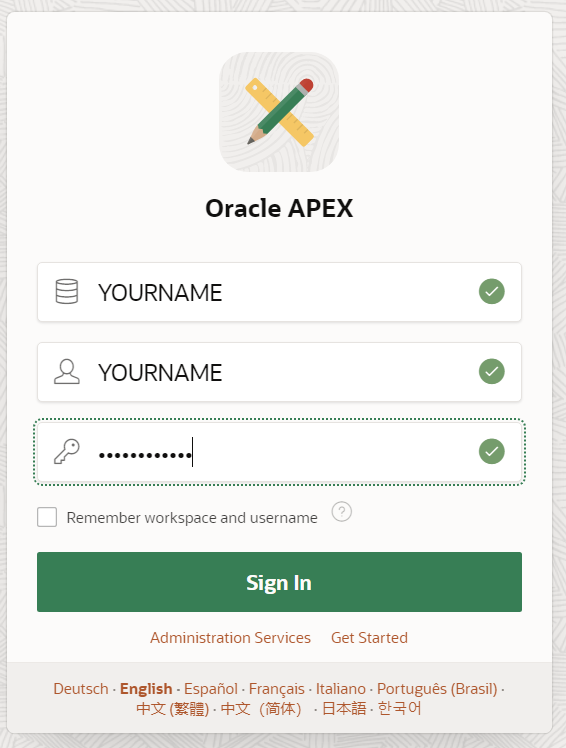 Oracle APEX
YOURNAME
YOURNAME
••••••••••••
Remember workspace and username ?
Sign In
Administration Services Get Started
Deutsch · English · Español · Français · Italiano · Português (Brasil) ·
中文 (繁體) · 中文（简体） · 日本語 · 한국어